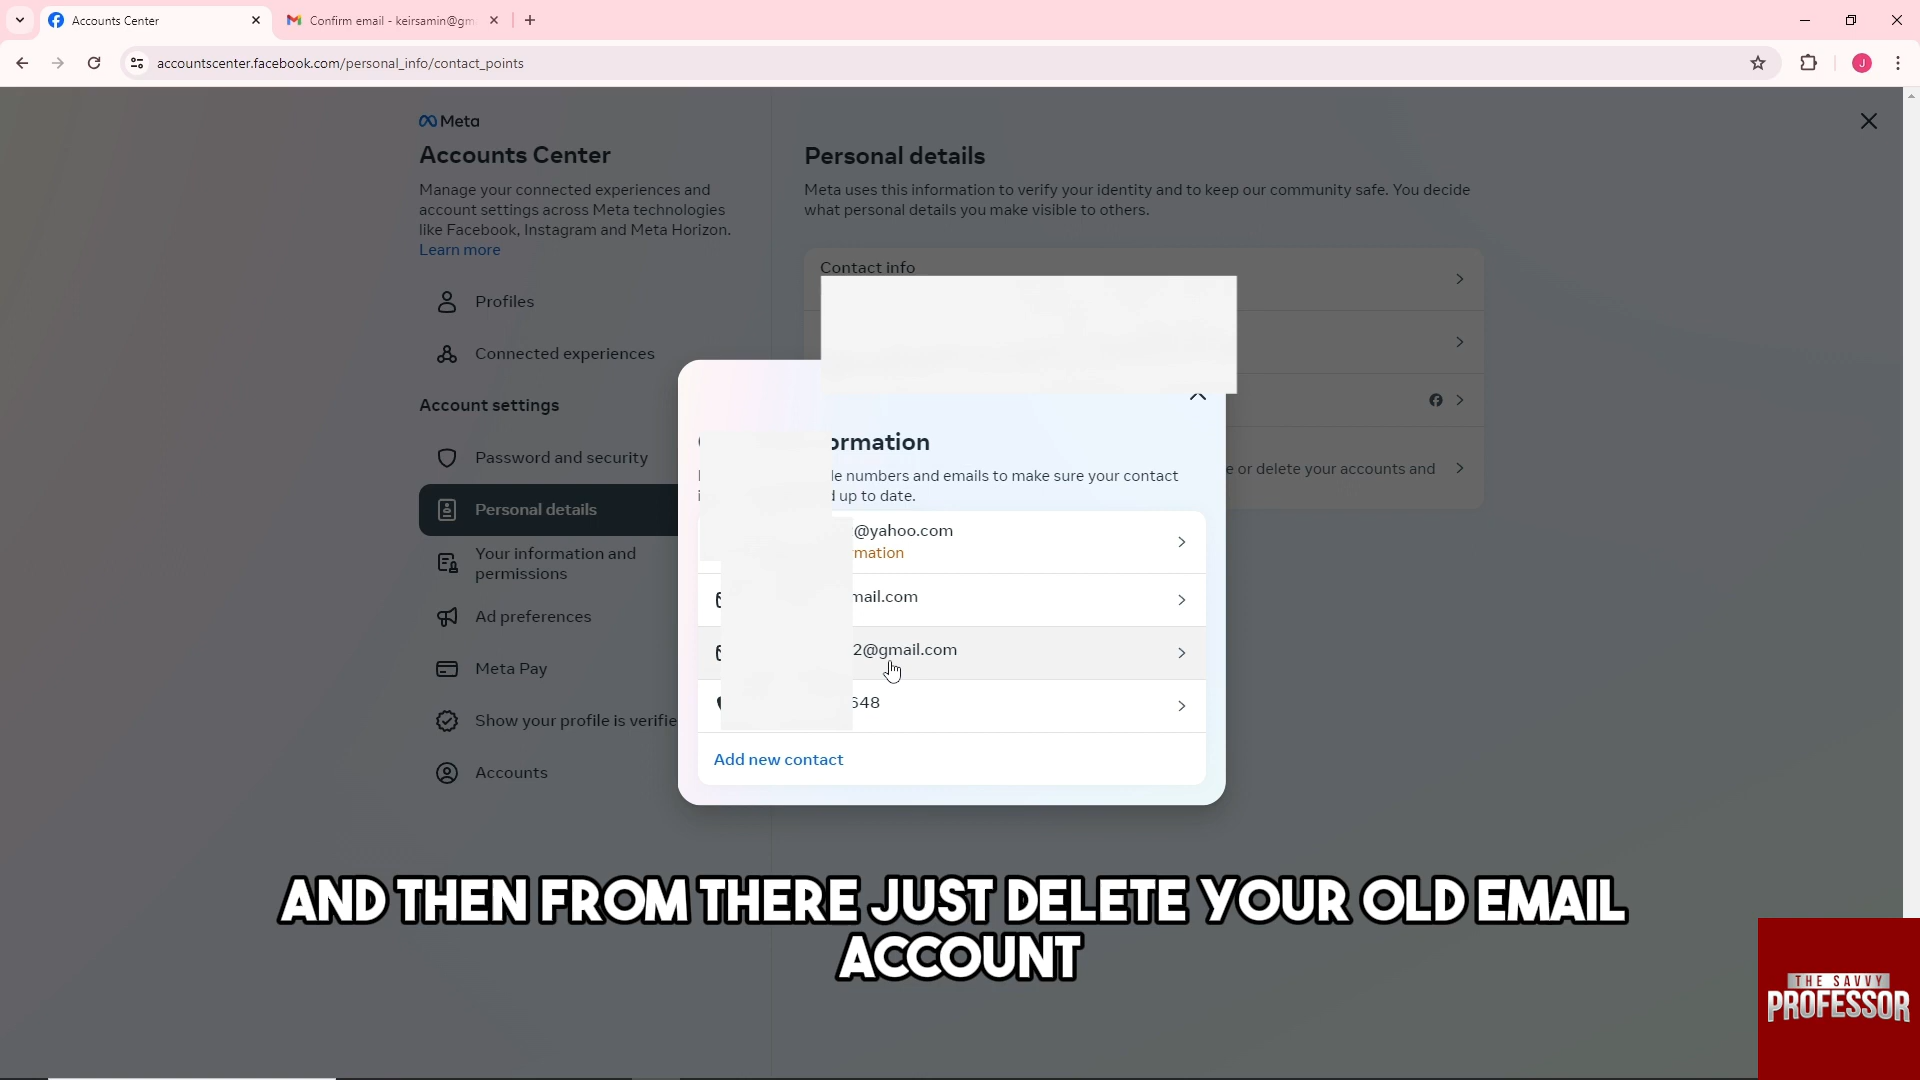 Accounts Center
Confirm email - keirsamin@gm
accountscenter.facebook.com/personal_info/contact_points
J
Meta
Accounts Center
Manage your connected experiences and
account settings across Meta technologies
like Facebook, Instagram and Meta Horizon.
Learn more
Profiles
Connected experiences
Account settings
Password and security
Personal details
Your information and
permissions
Ad preferences
Meta Pay
Show your profile is verifie
Accounts
Personal details
Meta uses this information to verify your identity and to keep our community safe. You decide
what personal details you make visible to others.
Contact info
e or delete your accounts and
ormation
le numbers and emails to make sure your contact
d up to date.
@yahoo.com
rmation
mail.com
2@gmail.com
648
Add new contact
AND THEN FROM THERE JUST DELETE YOUR OLD EMAIL
ACCOUNT
THE SAVVY
PROFESSOR